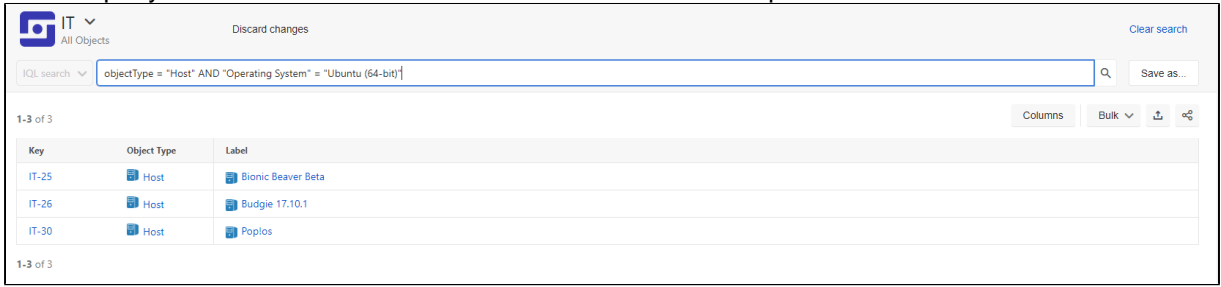 IT
All Objects
Discard changes
Clear search
IQL search
objectType = "Host" AND "Operating System" = "Ubuntu (64-bit)"
Save as...
1-3 of 3
Columns
Bulk
Key Object Type Label
IT-25 Host Bionic Beaver Beta
IT-26 Host Budgie 17.10.1
IT-30 Host Pop!os
1-3 of 3